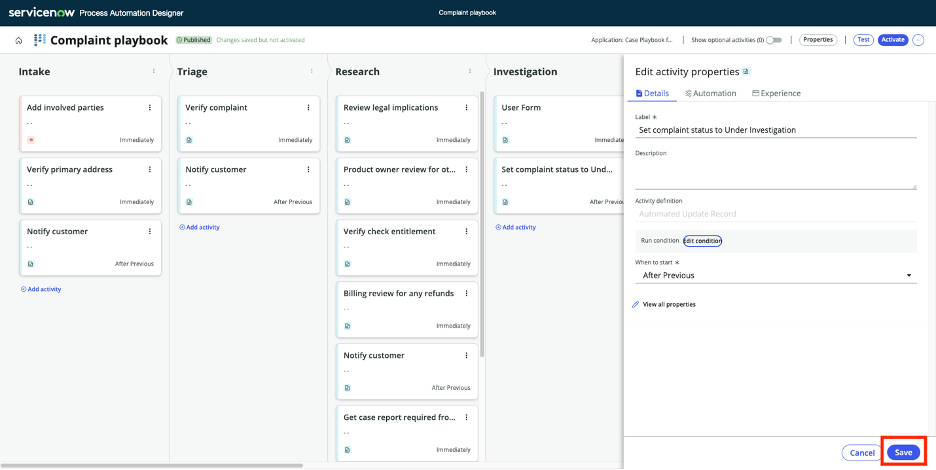 servicenow Process Automation Designer
Complaint playbook
Complaint playbook
Published
Changes saved but not activated
Application: Case Playbook f...
Show optional activities (0)
Properties
Test
Activate
Intake
Add involved parties
--
Immediately
Verify primary address
--
Immediately
Notify customer
--
After Previous
Add activity
Triage
Verify complaint
--
Immediately
Notify customer
--
After Previous
Add activity
Research
Review legal implications
--
Immediately
Product owner review for ot...
--
Immediately
Verify check entitlement
--
Immediately
Billing review for any refunds
--
Immediately
Notify customer
--
After Previous
Get case report required fro...
--
Immediately
Investigation
User Form
--
Immediate
Set complaint status to Und...
--
After Previou
Add activity
Edit activity properties
Details
Automation
Experience
Label *
Set complaint status to Under Investigation
Description
Activity definition
Automated Update Record
Run condition
Edit condition
When to start *
After Previous
View all properties
Cancel
Save